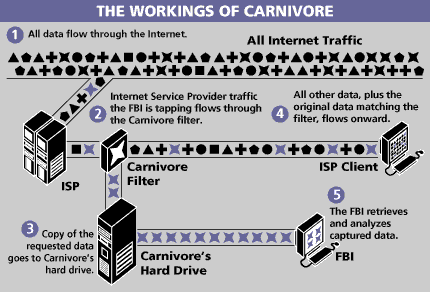 THE WORKINGS OF CARNIVORE
1 All data flow through the Internet.
All Internet Traffic
2 Internet Service Provider traffic
the FBI is tapping flows through
the Carnivore filter.
All other data, plus the
4 original data matching the
filter, flows onward.
ISP
Carnivore
Filter
ISP Client
3 Copy of the
requested data
goes to Carnivore's
hard drive.
Carnivore's
Hard Drive
5
The FBI retrieves
and analyzes
captured data.
FBI